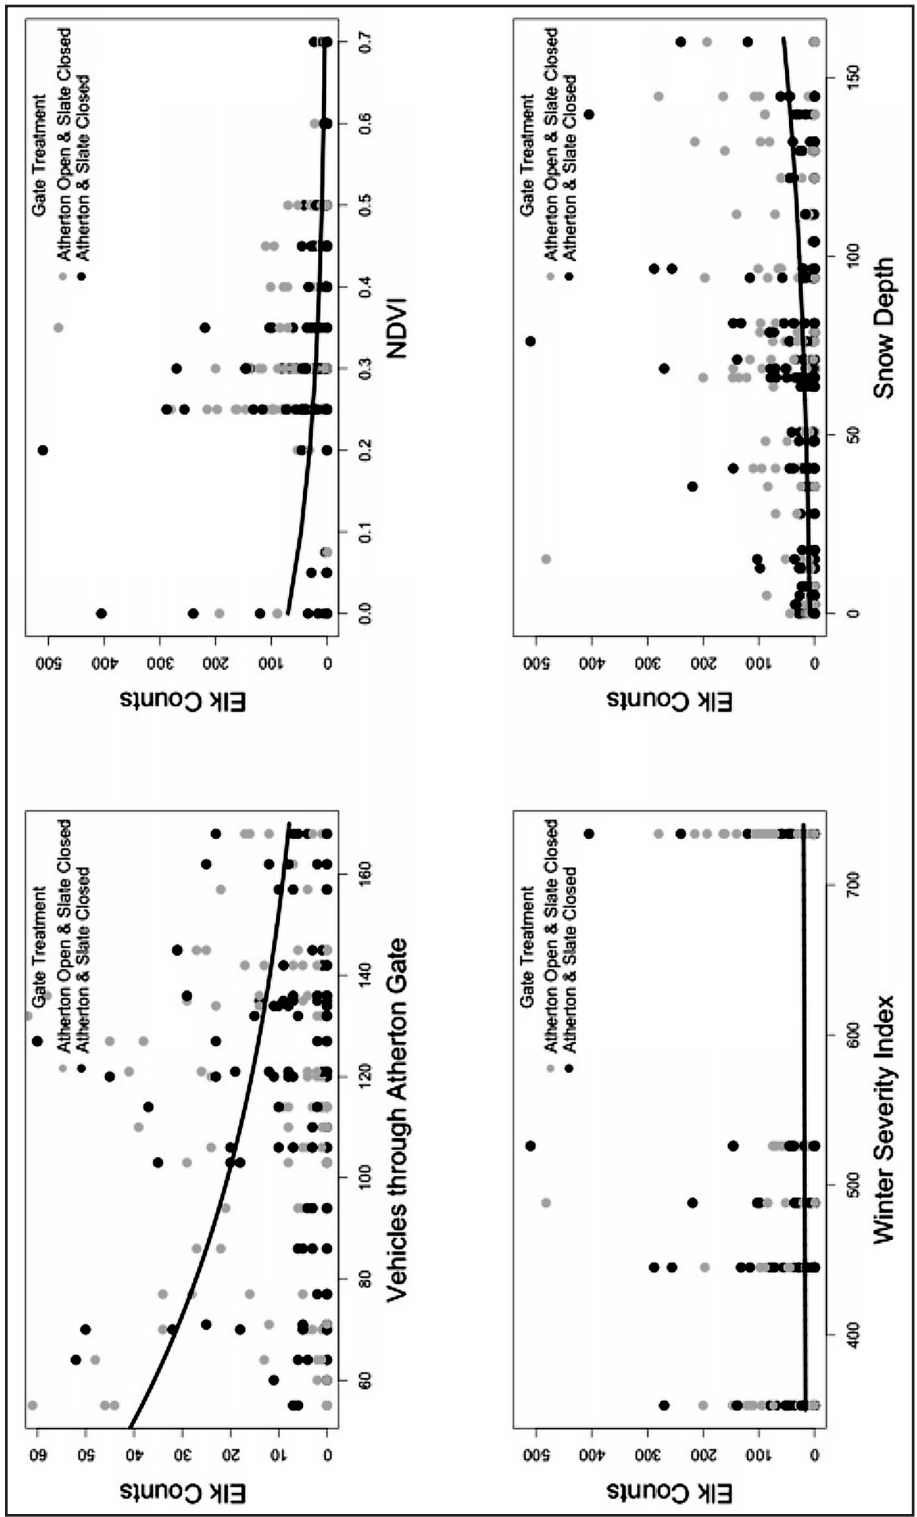 Gate Treatment
Atherton Open & Slate Closed
Atherton & Slate Closed
Elk Counts
0 10 20 30 40 50 60
60 80 100 120 140 160
Vehicles through Atherton Gate
Gate Treatment
Atherton Open & Slate Closed
Atherton & Slate Closed
Elk Counts
0 100 200 300 400 500
0.0 0.1 0.2 0.3 0.4 0.5 0.6 0.7
NDVI
Gate Treatment
Atherton Open & Slate Closed
Atherton & Slate Closed
Elk Counts
0 100 200 300 400 500
400 500 600 700
Winter Severity Index
Gate Treatment
Atherton Open & Slate Closed
Atherton & Slate Closed
Elk Counts
0 100 200 300 400 500
0 50 100 150
Snow Depth